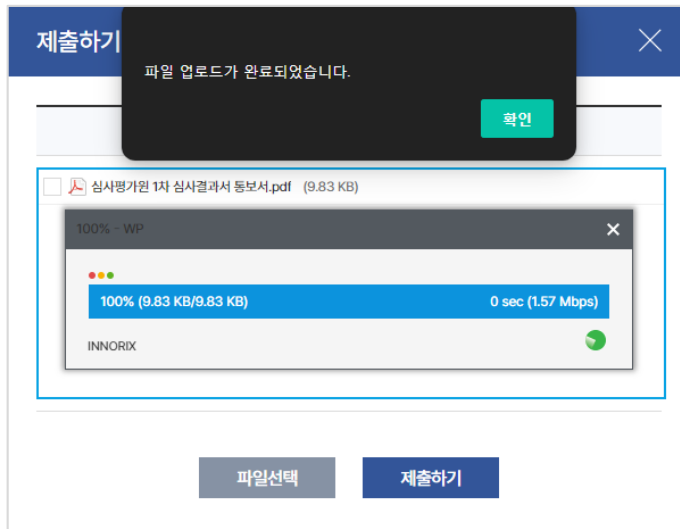 제출하기
파일 업로드가 완료되었습니다.
확인
심사평가원 1차 심사결과서 통보서.pdf (9.83 KB)
100% - WP
100% (9.83 KB/9.83 KB) 0 sec (1.57 Mbps)
INNORIX
파일선택
제출하기